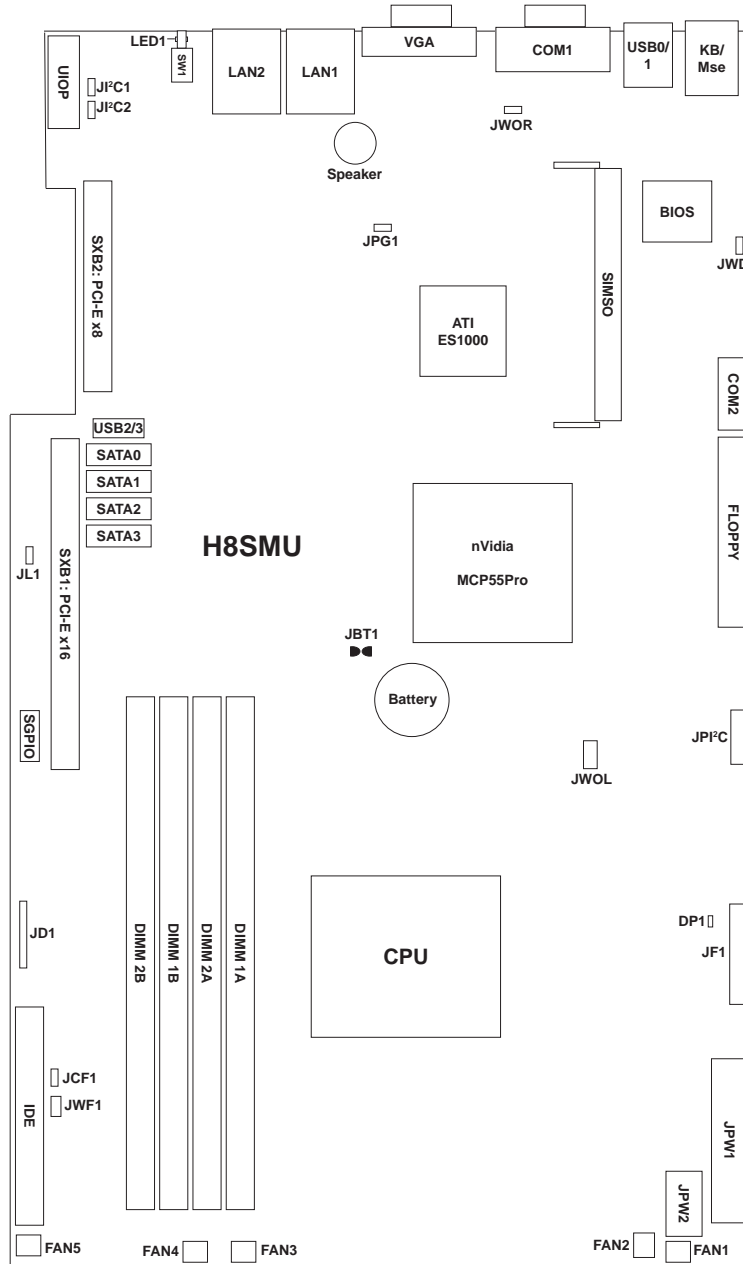 LED1
SW1
UIOP
JI²C1
JI²C2
LAN2
LAN1
VGA
COM1
USB0/
1
KB/
Mse
JWOR
Speaker
SXB2: PCI-E x8
JPG1
SIMSO
BIOS
JWD
ATI
ES1000
COM2
USB2/3
SATA0
SATA1
SATA2
SATA3
FLOPPY
JL1
SXB1: PCI-E x16
H8SMU
nVidia
MCP55Pro
JBT1
Battery
SGPIO
JPI²C
JWOL
JD1
DIMM 2B
DIMM 1B
DIMM 2A
DIMM 1A
CPU
DP1
JF1
IDE
JCF1
JWF1
JPW1
JPW2
FAN5
FAN4
FAN3
FAN2
FAN1